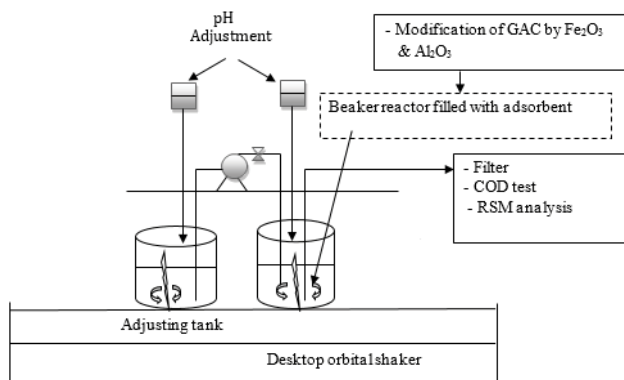 pH
Adjustment
- Modification of GAC by Fe₂O₃
& Al₂O₃
Beaker reactor filled with adsorbent
- Filter
- COD test
- RSM analysis
Adjusting tank
Desktop orbital shaker